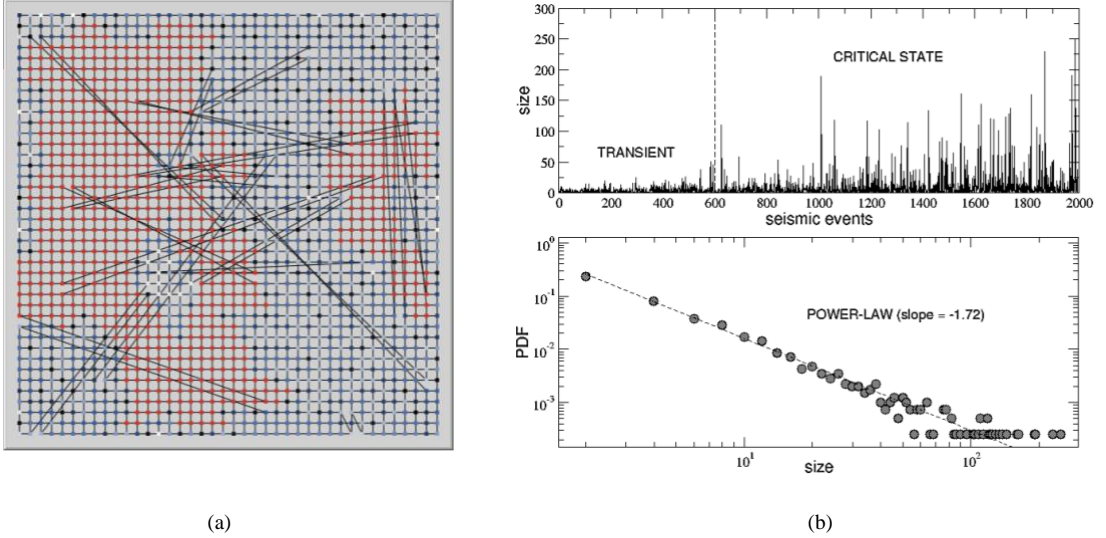 300
250
200
150
100
50
0
size
CRITICAL STATE
TRANSIENT
0 200 400 600 800 1000 1200 1400 1600 1800 2000
seismic events
10^0
10^-1
10^-2
10^-3
PDF
POWER-LAW (slope = -1.72)
10^1 10^2
size
(a) (b)